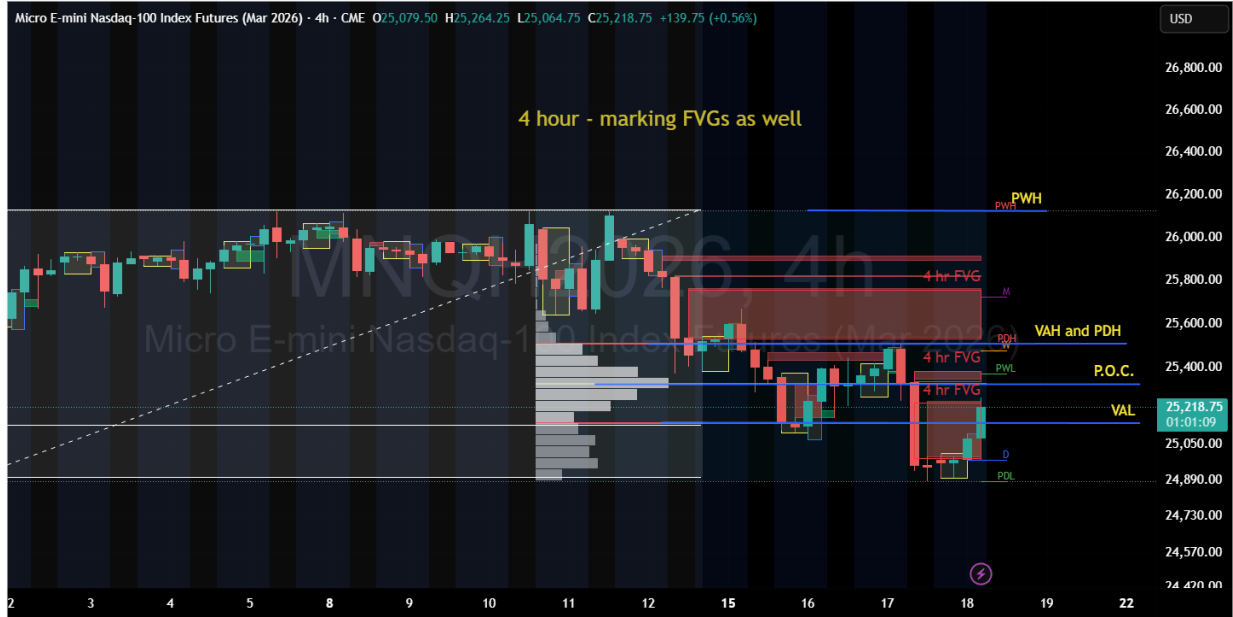 Micro E-mini Nasdaq-100 Index Futures (Mar 2026) · 4h · CME O25,079.50 H25,264.25 L25,064.75 C25,218.75 +139.75 (+0.56%)
USD
26,800.00
4 hour - marking FVGs as well
26,600.00
26,400.00
26,200.00
PWH
PWH
26,000.00
MNQH2026, 4h
4 hr FVG
25,800.00
M
Micro E-mini Nasdaq-100 Index Futures (Mar 2026)
25,600.00
VAH and PDH
PDH
W
25,400.00
4 hr FVG
PWL
P.O.C.
4 hr FVG
VAL
25,218.75
01:01:09
25,050.00
D
PDL
24,890.00
24,730.00
24,570.00
24,420.00
2 3 4 5 8 9 10 11 12 15 16 17 18 19 22